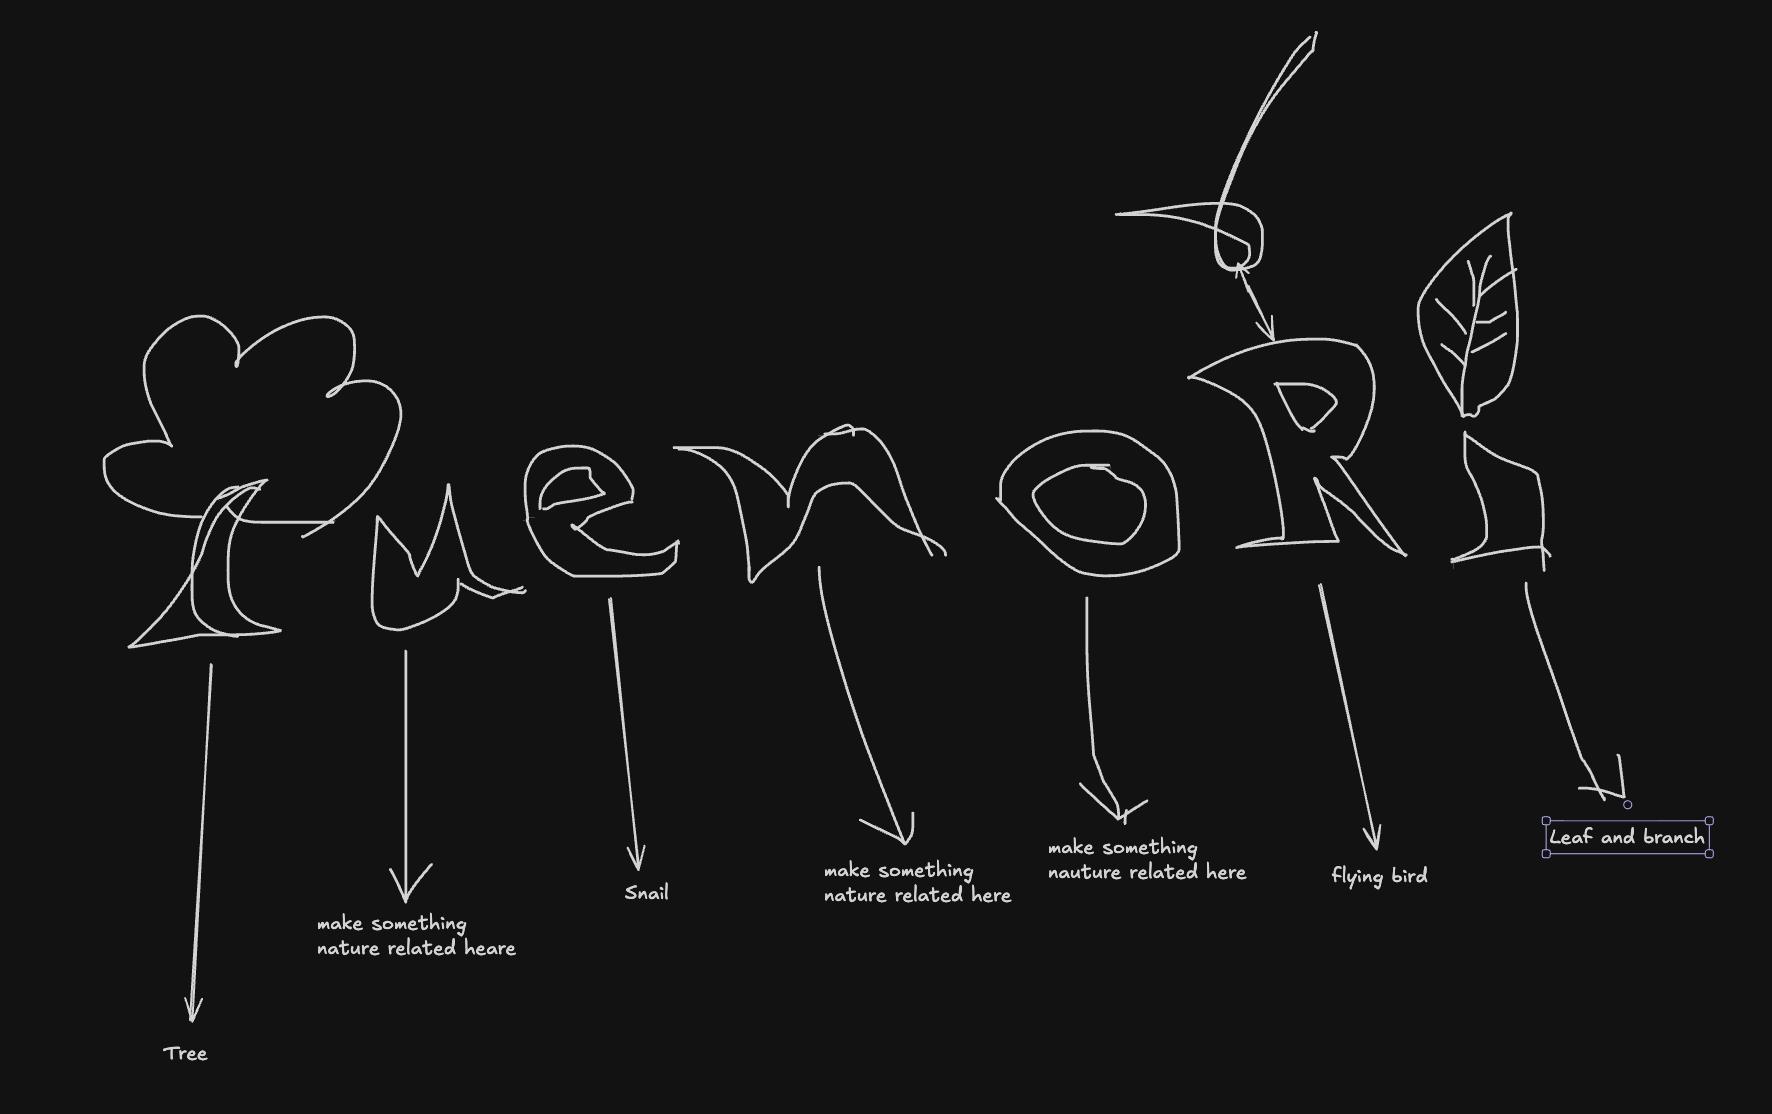 TuenoRi
make something
nature related heare
Tree
Snail
make something
nature related here
make something
nauture related here
flying bird
Leaf and branch